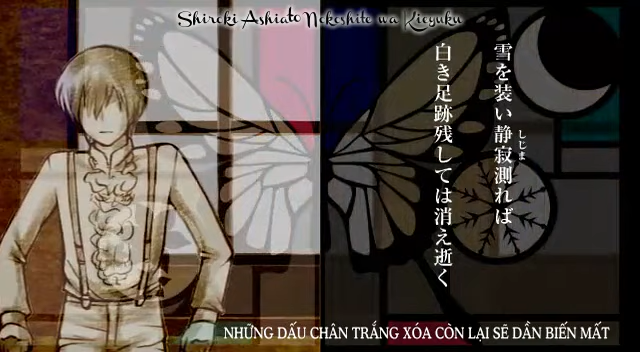 Shiroki Ashiato Nokoshite wa Kieyuku
雪を装い静寂測れば
しじま
白き足跡残しては消え逝く
NHỮNG DẤU CHÂN TRẮNG XÓA CÒN LẠI SẼ DẦN BIẾN MẤT